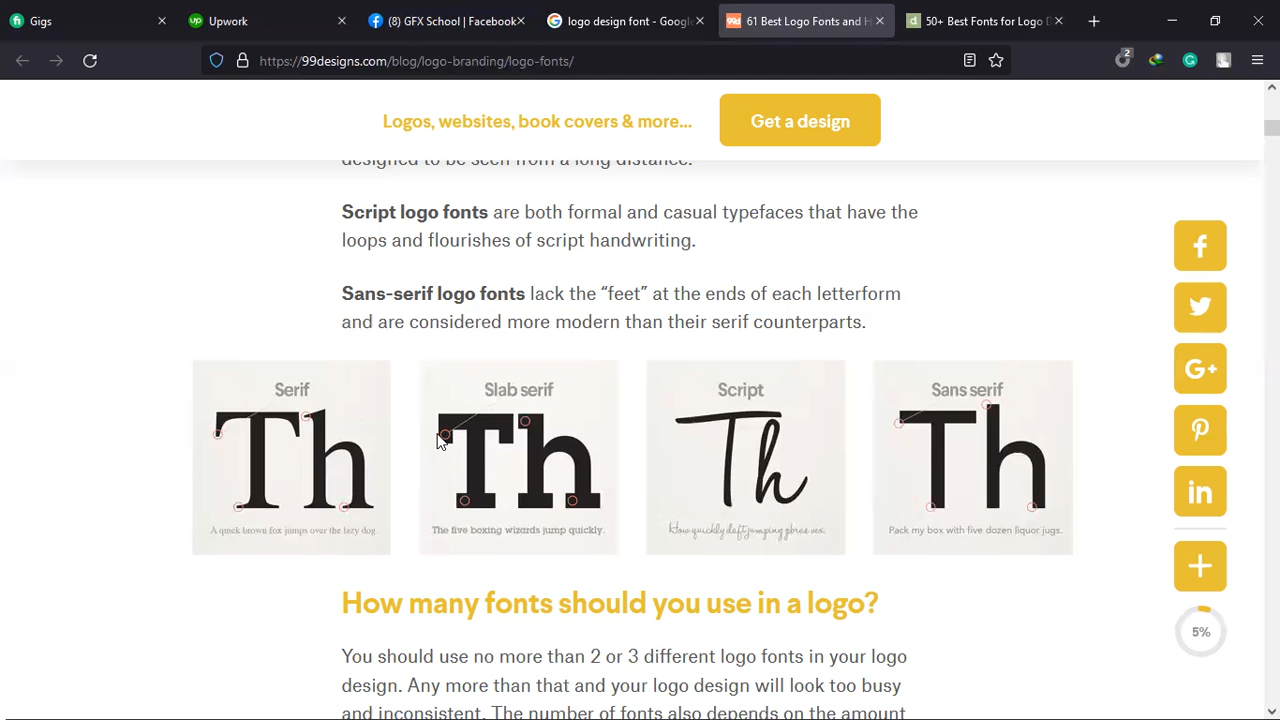 Gigs
Upwork
(8) GFX School | Facebook
logo design font - Google
61 Best Logo Fonts and H
50+ Best Fonts for Logo D
https://99designs.com/blog/logo-branding/logo-fonts/
2
Logos, websites, book covers & more...
Get a design
designed to be seen from a long distance.
Script logo fonts are both formal and casual typefaces that have the
loops and flourishes of script handwriting.
Sans-serif logo fonts lack the “feet” at the ends of each letterform
and are considered more modern than their serif counterparts.
Serif
Th
A quick brown fox jumps over the lazy dog.
Slab serif
Th
The five boxing wizards jump quickly.
Script
Th
How quickly daft jumping zebras vex.
Sans serif
Th
Pack my box with five dozen liquor jugs.
How many fonts should you use in a logo?
You should use no more than 2 or 3 different logo fonts in your logo
design. Any more than that and your logo design will look too busy
and inconsistent. The number of fonts also depends on the amount
5%